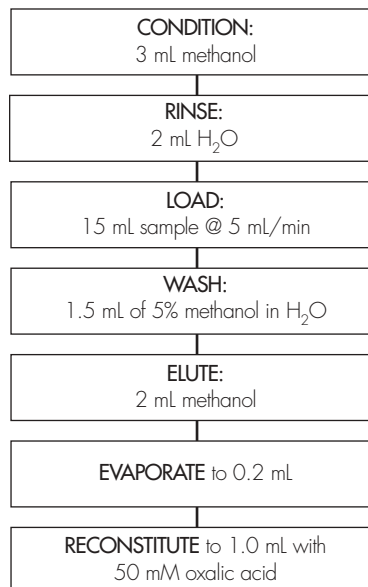 CONDITION:
3 mL methanol
RINSE:
2 mL H₂O
LOAD:
15 mL sample @ 5 mL/min
WASH:
1.5 mL of 5% methanol in H₂O
ELUTE:
2 mL methanol
EVAPORATE to 0.2 mL
RECONSTITUTE to 1.0 mL with
50 mM oxalic acid